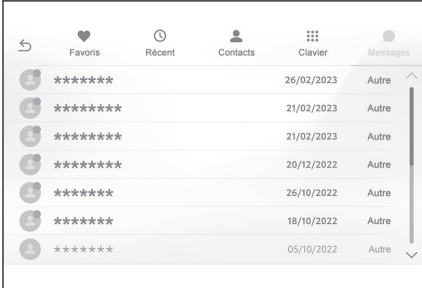 Favoris Récent Contacts Clavier Messages
******* 26/02/2023 Autre
******** 21/02/2023 Autre
******** 21/02/2023 Autre
******** 20/12/2022 Autre
******* 26/10/2022 Autre
******* 18/10/2022 Autre
******* 05/10/2022 Autre